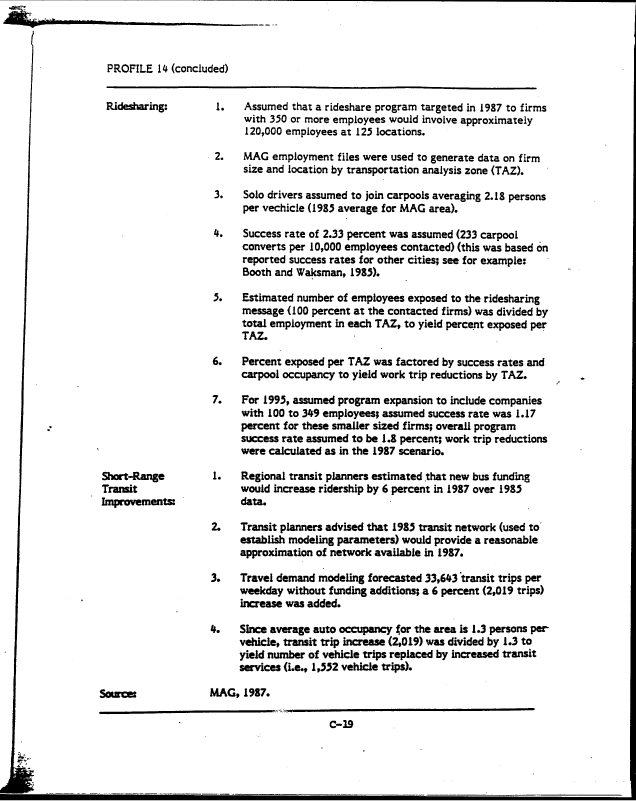 PROFILE 14 (concluded)
Ridesharing:
1. Assumed that a rideshare program targeted in 1987 to firms
with 350 or more employees would involve approximately
120,000 employees at 125 locations.
2. MAG employment files were used to generate data on firm
size and location by transportation analysis zone (TAZ).
3. Solo drivers assumed to join carpools averaging 2.18 persons
per vechicle (1985 average for MAG area).
4. Success rate of 2.33 percent was assumed (233 carpool
converts per 10,000 employees contacted) (this was based on
reported success rates for other cities; see for example:
Booth and Waksman, 1985).
5. Estimated number of employees exposed to the ridesharing
message (100 percent at the contacted firms) was divided by
total employment in each TAZ, to yield percent exposed per
TAZ.
6. Percent exposed per TAZ was factored by success rates and
carpool occupancy to yield work trip reductions by TAZ.
7. For 1995, assumed program expansion to include companies
with 100 to 349 employees; assumed success rate was 1.17
percent for these smaller sized firms; overall program
success rate assumed to be 1.8 percent; work trip reductions
were calculated as in the 1987 scenario.
Short-Range
Transit
Improvements:
1. Regional transit planners estimated that new bus funding
would increase ridership by 6 percent in 1987 over 1985
data.
2. Transit planners advised that 1985 transit network (used to
establish modeling parameters) would provide a reasonable
approximation of network available in 1987.
3. Travel demand modeling forecasted 33,643 transit trips per
weekday without funding additions; a 6 percent (2,019 trips)
increase was added.
4. Since average auto occupancy for the area is 1.3 persons per
vehicle, transit trip increase (2,019) was divided by 1.3 to
yield number of vehicle trips replaced by increased transit
services (i.e., 1,552 vehicle trips).
Source: MAG, 1987.
C-19